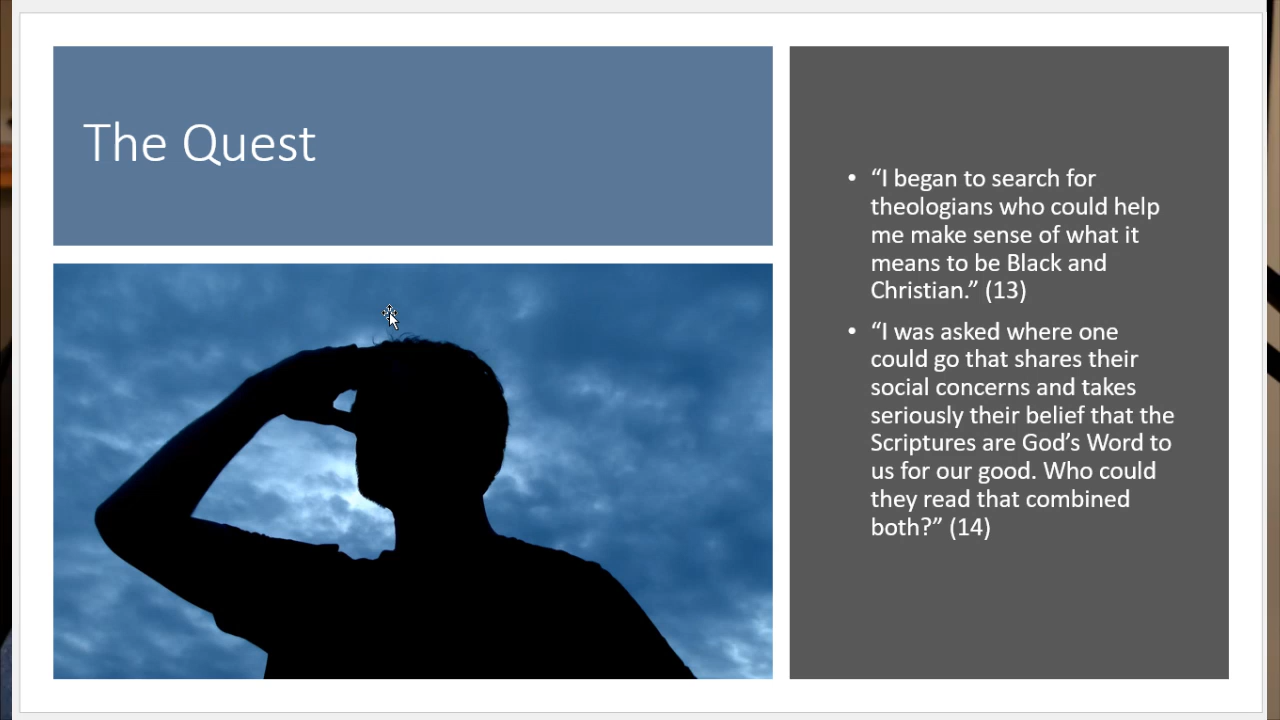 The Quest
• “I began to search for
theologians who could help
me make sense of what it
means to be Black and
Christian.” (13)
• “I was asked where one
could go that shares their
social concerns and takes
seriously their belief that the
Scriptures are God’s Word to
us for our good. Who could
they read that combined
both?” (14)